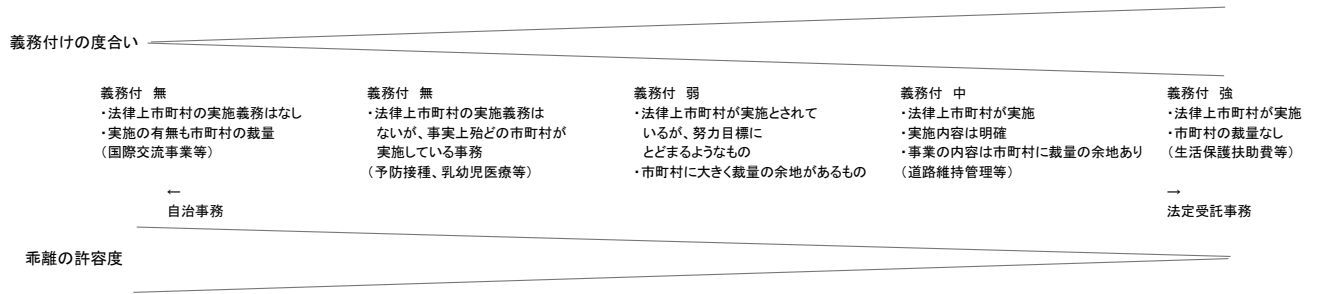 義務付けの度合い
義務付　無
・法律上市町村の実施義務はなし
・実施の有無も市町村の裁量
（国際交流事業等）
←
自治事務
義務付　無
・法律上市町村の実施義務は
ないが、事実上殆どの市町村が
実施している事務
（予防接種、乳幼児医療等）
義務付　弱
・法律上市町村が実施とされて
いるが、努力目標に
とどまるようなもの
・市町村に大きく裁量の余地があるもの
義務付　中
・法律上市町村が実施
・実施内容は明確
・事業の内容は市町村に裁量の余地あり
（道路維持管理等）
義務付　強
・法律上市町村が実施
・市町村の裁量なし
（生活保護扶助費等）
→
法定受託事務
乖離の許容度